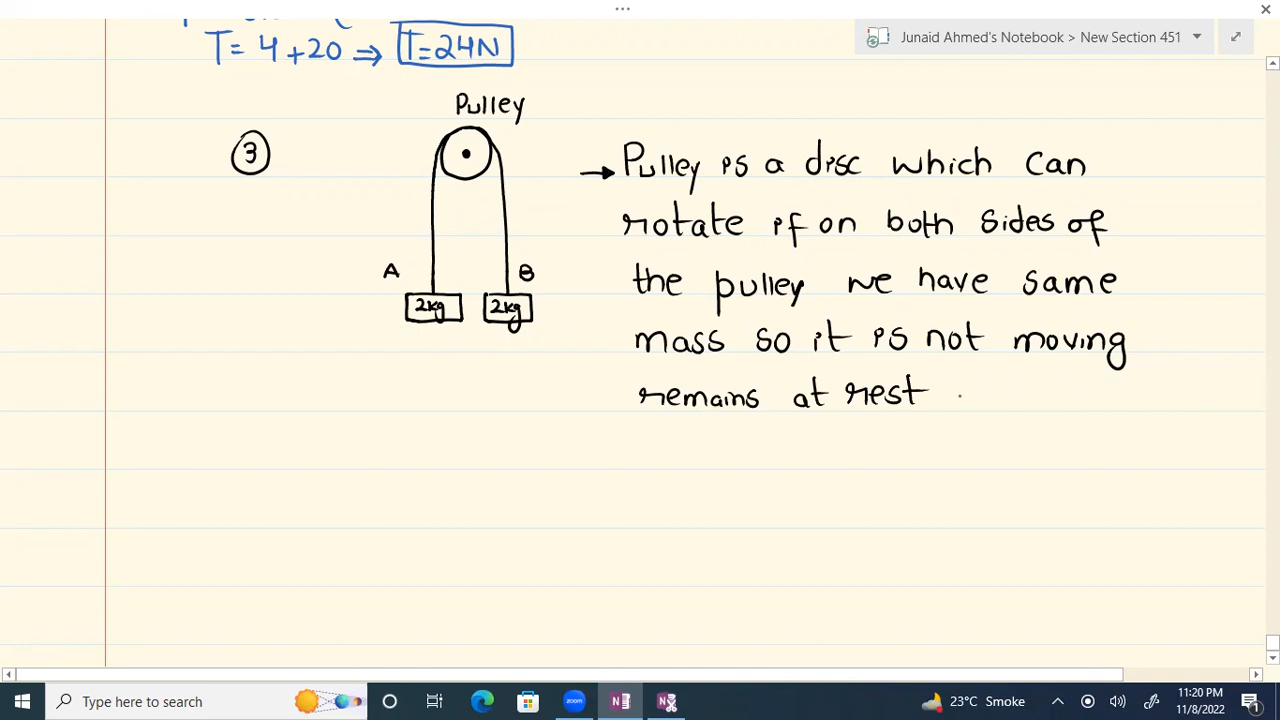 Junaid Ahmed's Notebook > New Section 451
T= 4+20 ⇒ T=24N
Pulley
3
→ Pulley is a disc which can
rotate if on both sides of
the pulley we have same
mass so it is not moving
remains at rest
A
B
2kg
2kg
Type here to search
zoom
23°C Smoke
11:20 PM
11/8/2022
1